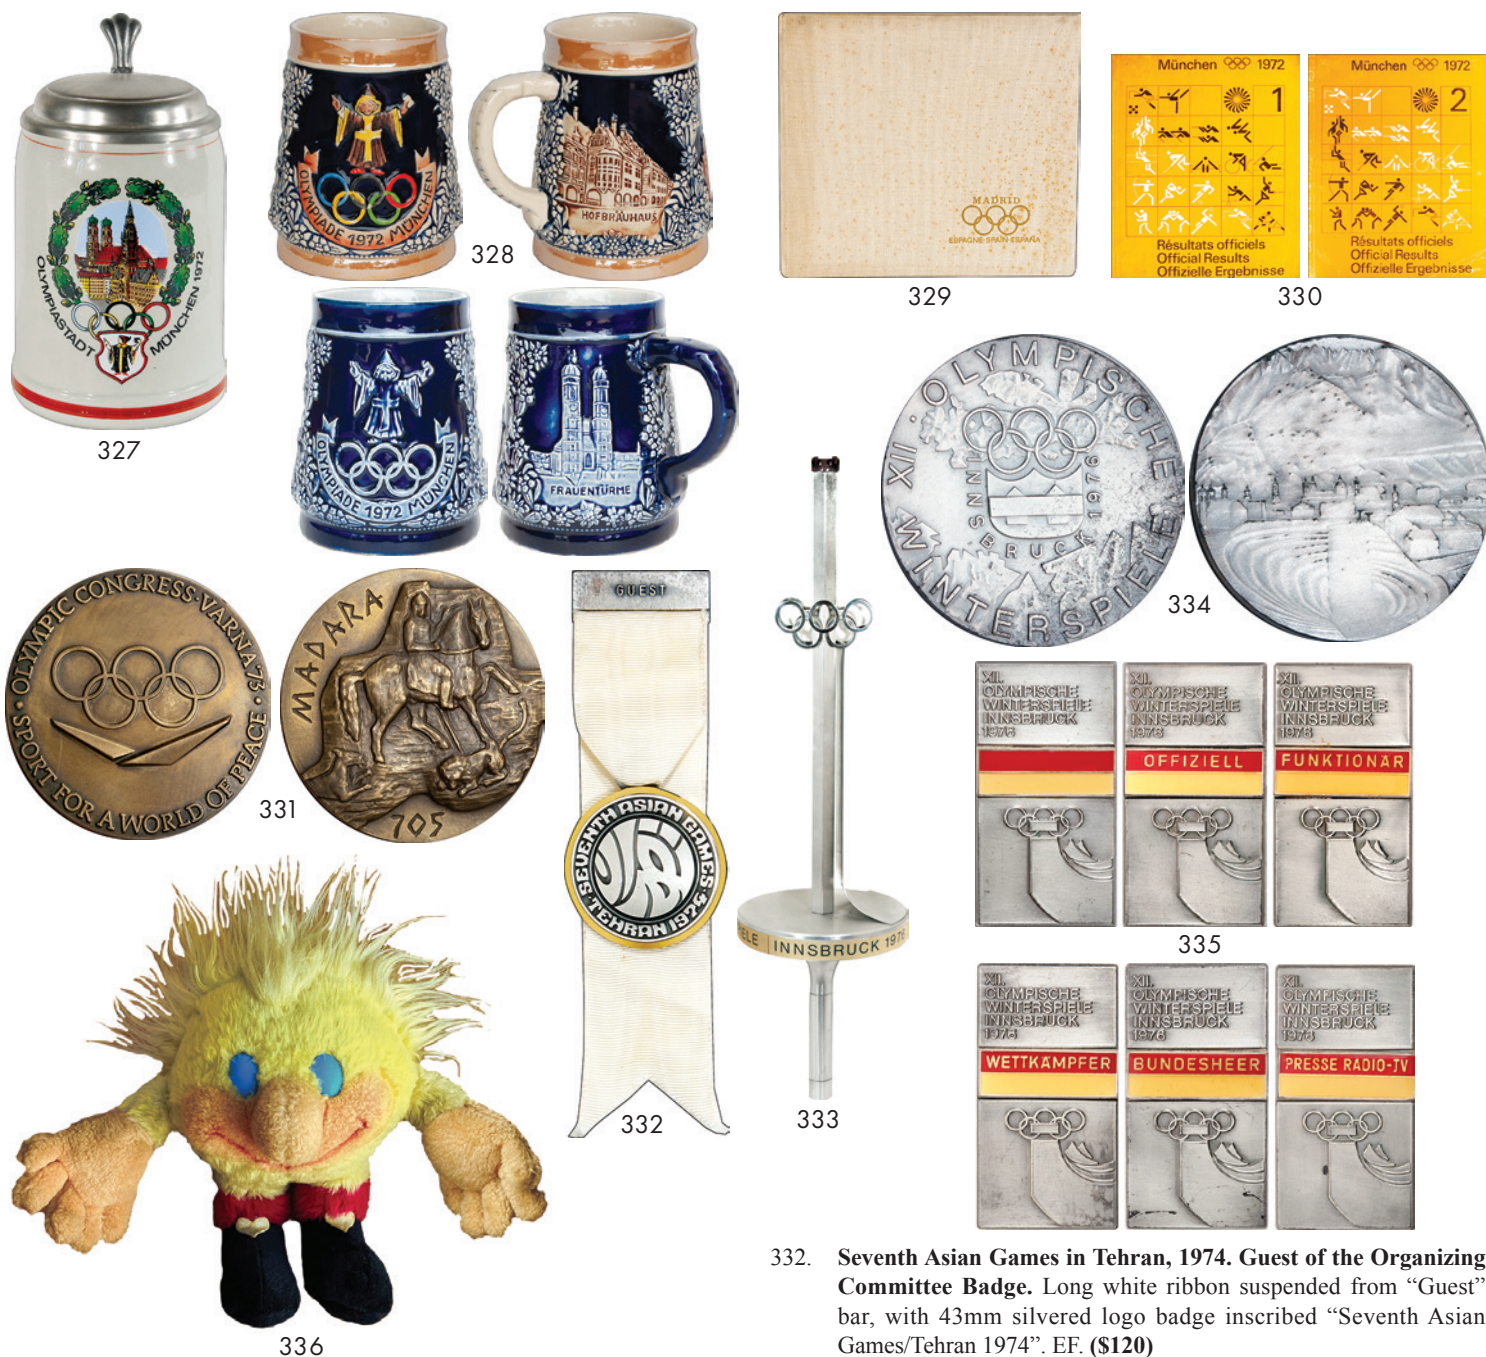 OLYMPIASTADT MÜNCHEN 1972
327
OLYMPIADE 1972 MÜNCHEN
HOFBRÄUHAUS
328
OLYMPIADE 1972 MÜNCHEN
FRAUENTÜRME
MADRID
ESPAGNE·SPAIN·ESPAÑA
329
München 1972
1
Résultats officiels
Official Results
Offizielle Ergebnisse
München 1972
2
Résultats officiels
Official Results
Offizielle Ergebnisse
330
OLYMPIC CONGRESS·VARNA'73·
SPORT FOR A WORLD OF PEACE·
331
MADARA
705
GUEST
SEVENTH ASIAN GAMES
·TEHRAN 1974·
332
ELE INNSBRUCK 1976
333
XII·OLYMPISCHE
WINTERSPIELE
INNSBRUCK 1976
334
XII.
OLYMPISCHE
WINTERSPIELE
INNSBRUCK
1976
XII.
OLYMPISCHE
WINTERSPIELE
INNSBRUCK
1976
OFFIZIELL
XII.
OLYMPISCHE
WINTERSPIELE
INNSBRUCK
1976
FUNKTIONÄR
335
XII.
OLYMPISCHE
WINTERSPIELE
INNSBRUCK
1976
WETTKÄMPFER
XII.
OLYMPISCHE
WINTERSPIELE
INNSBRUCK
1976
BUNDESHEER
XII.
OLYMPISCHE
WINTERSPIELE
INNSBRUCK
1976
PRESSE RADIO-TV
336
332. Seventh Asian Games in Tehran, 1974. Guest of the Organizing
Committee Badge. Long white ribbon suspended from “Guest”
bar, with 43mm silvered logo badge inscribed “Seventh Asian
Games/Tehran 1974”. EF. ($120)